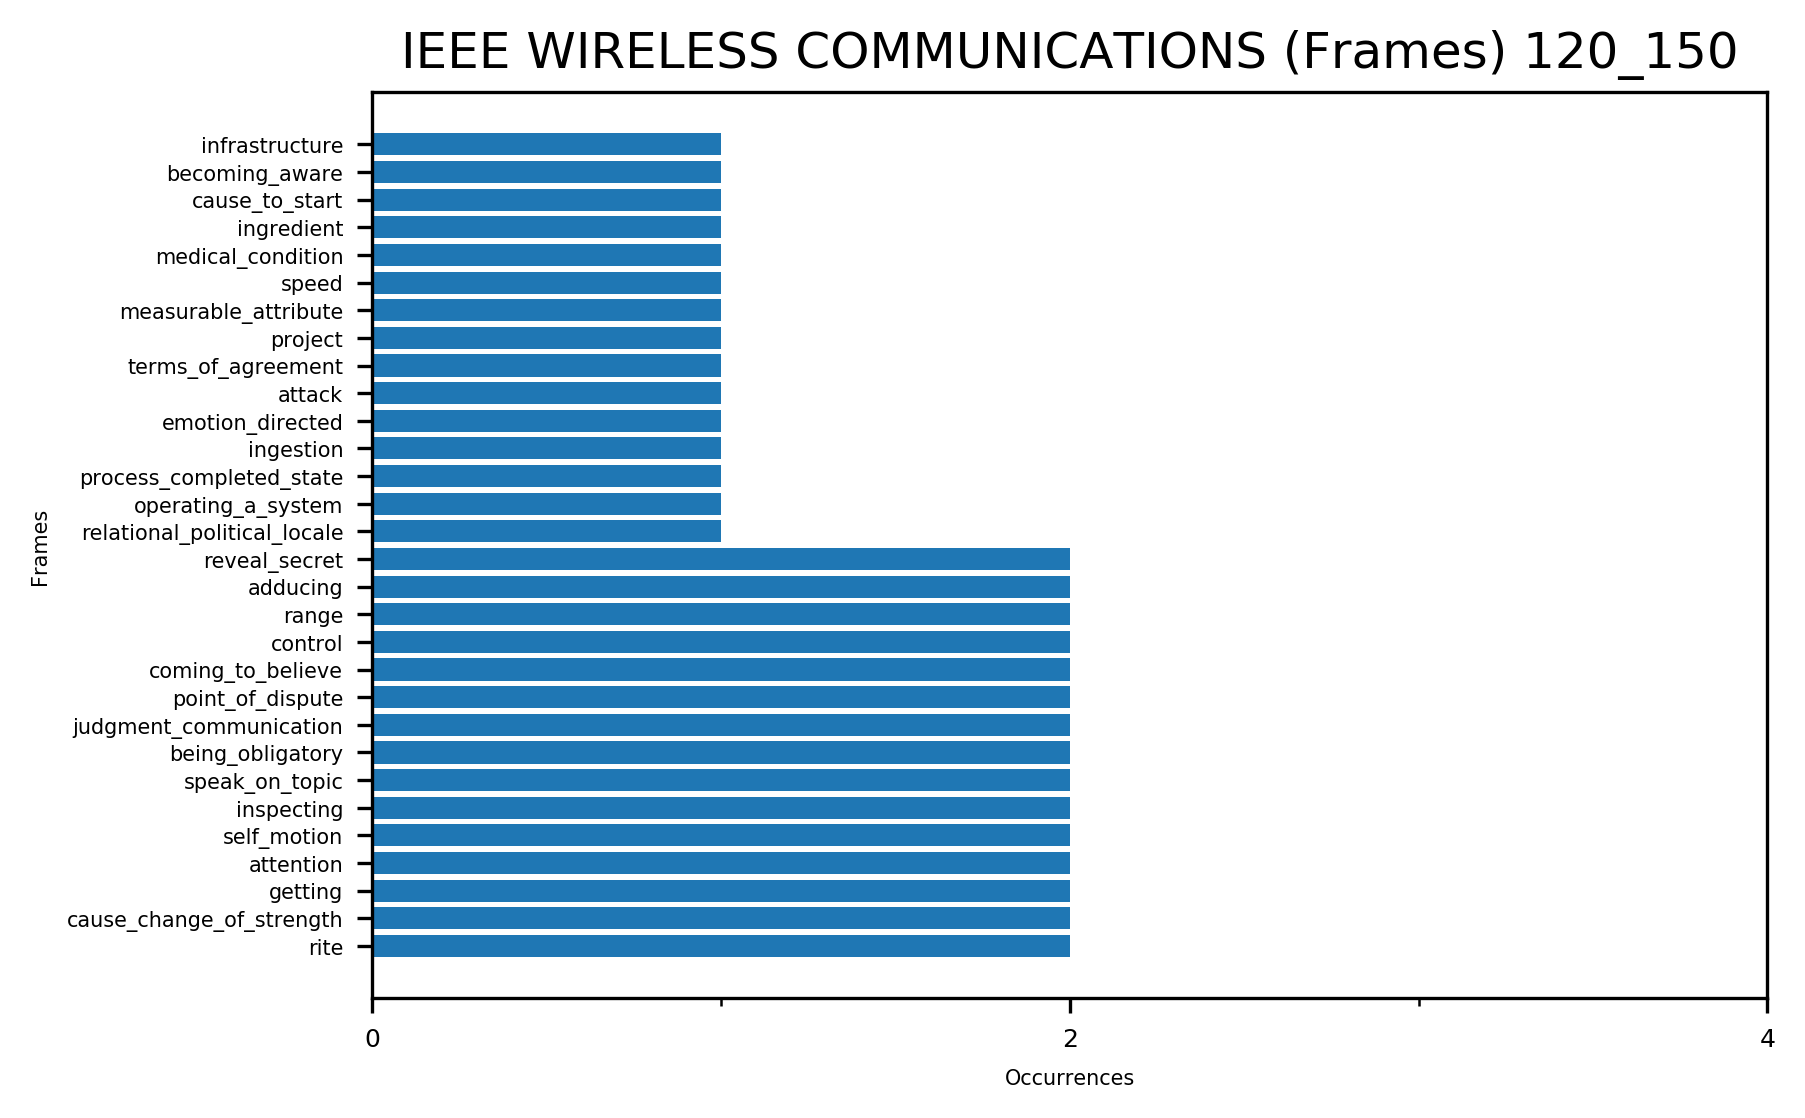 IEEE WIRELESS COMMUNICATIONS (Frames) 120_150
infrastructure
becoming_aware
cause_to_start
ingredient
medical_condition
speed
measurable_attribute
project
terms_of_agreement
attack
emotion_directed
ingestion
process_completed_state
operating_a_system
relational_political_locale
reveal_secret
adducing
range
control
coming_to_believe
point_of_dispute
judgment_communication
being_obligatory
speak_on_topic
inspecting
self_motion
attention
getting
cause_change_of_strength
rite
Frames
0 2 4
Occurrences